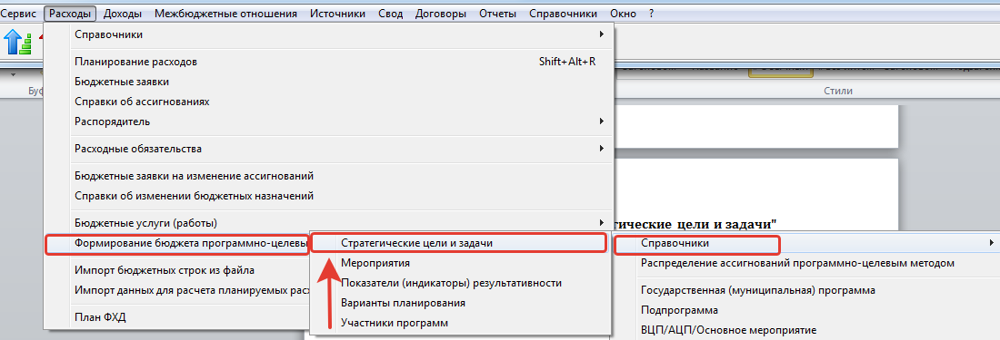 Сервис Расходы Доходы Межбюджетные отношения Источники Свод Договоры Отчеты Справочники Окно ?
Справочники
Планирование расходов Shift+Alt+R
Бюджетные заявки
Справки об ассигнованиях
Распорядитель
Расходные обязательства
Бюджетные заявки на изменение ассигнований
Справки об изменении бюджетных назначений
Бюджетные услуги (работы)
Формирование бюджета программно-целевы
Импорт бюджетных строк из файла
Импорт данных для расчета планируемых рас
План ФХД
Стратегические цели и задачи
Мероприятия
Показатели (индикаторы) результативности
Варианты планирования
Участники программ
Справочники
Распределение ассигнований программно-целевым методом
Государственная (муниципальная) программа
Подпрограмма
ВЦП/АЦП/Основное мероприятие
Буф
Стили
гические цели и задачи"